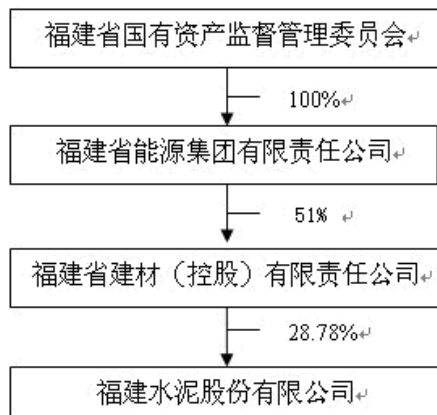 福建省国有资产监督管理委员会
100%
福建省能源集团有限责任公司
51%
福建省建材（控股）有限责任公司
28.78%
福建水泥股份有限公司